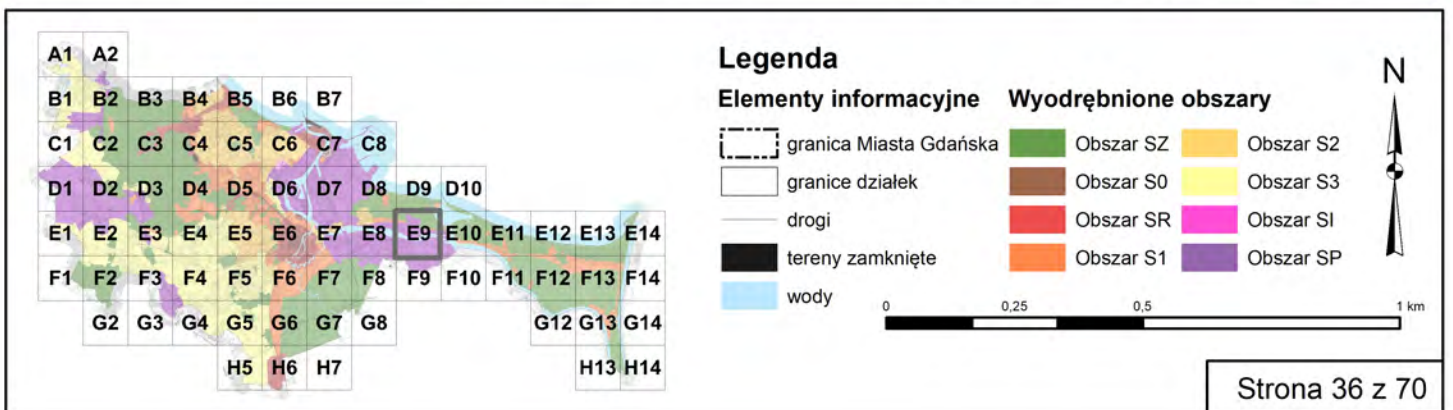 A1 A2
B1 B2 B3 B4 B5 B6 B7
C1 C2 C3 C4 C5 C6 C7 C8
D1 D2 D3 D4 D5 D6 D7 D8 D9 D10
E1 E2 E3 E4 E5 E6 E7 E8 E9 E10 E11 E12 E13 E14
F1 F2 F3 F4 F5 F6 F7 F8 F9 F10 F11 F12 F13 F14
G2 G3 G4 G5 G6 G7 G8 G12 G13 G14
H5 H6 H7 H13 H14
Legenda
Elementy informacyjne
granica Miasta Gdańska
granice działek
drogi
tereny zamknięte
wody
Wyodrębnione obszary
Obszar SZ
Obszar S0
Obszar SR
Obszar S1
Obszar S2
Obszar S3
Obszar SI
Obszar SP
N
0 0,25 0,5 1 km
Strona 36 z 70